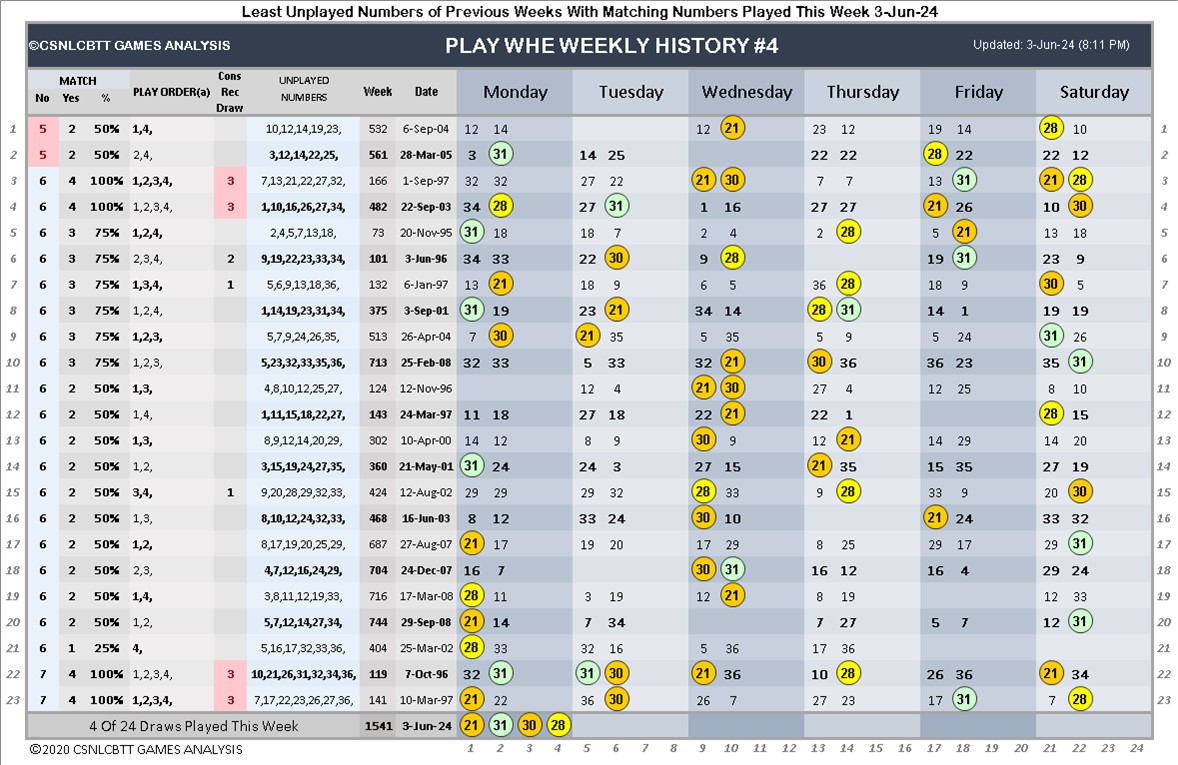 Least Unplayed Numbers of Previous Weeks With Matching Numbers Played This Week 3-Jun-24
©CSNLCBTT GAMES ANALYSIS PLAY WHE WEEKLY HISTORY #4 Updated: 3-Jun-24 (8:11 PM)
MATCH PLAY ORDER(a) Cons Rec Draw UNPLAYED NUMBERS Week Date Monday Tuesday Wednesday Thursday Friday Saturday
No Yes %
1 5 2 50% 1,4, 10,12,14,19,23, 532 6-Sep-04 12 14 12 21 23 12 19 14 28 10 1
2 5 2 50% 2,4, 3,12,14,22,25, 561 28-Mar-05 3 31 14 25 22 22 28 22 22 12 2
3 6 4 100% 1,2,3,4, 3 7,13,21,22,27,32, 166 1-Sep-97 32 32 27 22 21 30 7 7 13 31 21 28 3
4 6 4 100% 1,2,3,4, 3 1,10,16,26,27,34, 482 22-Sep-03 34 28 27 31 1 16 27 27 21 26 10 30 4
5 6 3 75% 1,2,4, 2,4,5,7,13,18, 73 20-Nov-95 31 18 18 7 2 4 2 28 5 21 13 18 5
6 6 3 75% 2,3,4, 2 9,19,22,23,33,34, 101 3-Jun-96 34 33 22 30 9 28 19 31 23 9 6
7 6 3 75% 1,3,4, 1 5,6,9,13,18,36, 132 6-Jan-97 13 21 18 9 6 5 36 28 18 9 30 5 7
8 6 3 75% 1,2,4, 1,14,19,23,31,34, 375 3-Sep-01 31 19 23 21 34 14 28 31 14 1 19 19 8
9 6 3 75% 1,2,3, 5,7,9,24,26,35, 513 26-Apr-04 7 30 21 35 5 35 5 9 5 24 31 26 9
10 6 3 75% 1,2,3, 5,23,32,33,35,36, 713 25-Feb-08 32 33 5 33 32 21 30 36 36 23 35 31 10
11 6 2 50% 1,3, 4,8,10,12,25,27, 124 12-Nov-96 12 4 21 30 27 4 12 25 8 10 11
12 6 2 50% 1,4, 1,11,15,18,22,27, 143 24-Mar-97 11 18 27 18 22 21 22 1 28 15 12
13 6 2 50% 1,3, 8,9,12,14,20,29, 302 10-Apr-00 14 12 8 9 30 9 12 21 14 29 14 20 13
14 6 2 50% 1,2, 3,15,19,24,27,35, 360 21-May-01 31 24 24 3 27 15 21 35 15 35 27 19 14
15 6 2 50% 3,4, 1 9,20,28,29,32,33, 424 12-Aug-02 29 29 29 32 28 33 9 28 33 9 20 30 15
16 6 2 50% 1,3, 8,10,12,24,32,33, 468 16-Jun-03 8 12 33 24 30 10 21 24 33 32 16
17 6 2 50% 1,2, 8,17,19,20,25,29, 687 27-Aug-07 21 17 19 20 17 29 8 25 29 17 29 31 17
18 6 2 50% 2,3, 4,7,12,16,24,29, 704 24-Dec-07 16 7 30 31 16 12 16 4 29 24 18
19 6 2 50% 1,4, 3,8,11,12,19,33, 716 17-Mar-08 28 11 3 19 12 21 8 19 12 33 19
20 6 2 50% 1,2, 5,7,12,14,27,34, 744 29-Sep-08 21 14 7 34 7 27 5 7 12 31 20
21 6 1 25% 4, 5,16,17,32,33,36, 404 25-Mar-02 28 33 32 16 5 36 17 36 21
22 7 4 100% 1,2,3,4, 3 10,21,26,31,32,34,36, 119 7-Oct-96 32 31 31 30 21 36 10 28 26 36 21 34 22
23 7 4 100% 1,2,3,4, 3 7,17,22,23,26,27,36, 141 10-Mar-97 21 22 36 30 26 7 27 23 17 31 7 28 23
4 Of 24 Draws Played This Week 1541 3-Jun-24 21 31 30 28
©2020 CSNLCBTT GAMES ANALYSIS 1 2 3 4 5 6 7 8 9 10 11 12 13 14 15 16 17 18 19 20 21 22 23 24